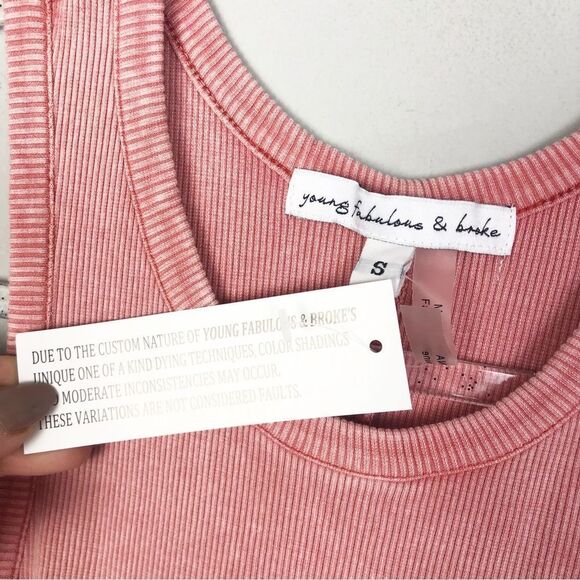 young fabulous & broke
S
DUE TO THE CUSTOM NATURE OF YOUNG FABULOUS & BROKE'S
UNIQUE ONE OF A KIND DYING TECHNIQUES, COLOR SHADINGS
MODERATE INCONSISTENCIES MAY OCCUR.
THESE VARIATIONS ARE NOT CONSIDERED FAULTS.